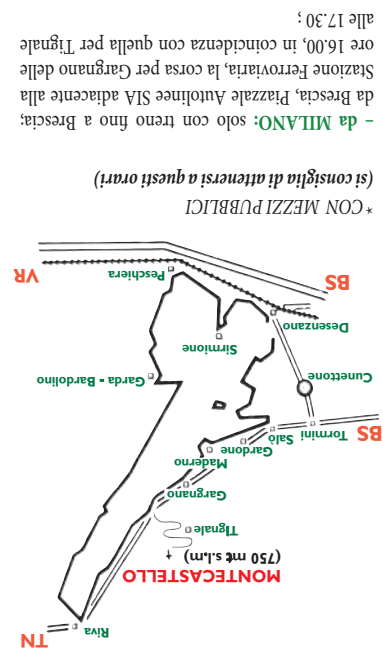 TN
Riva
MONTECASTELLO
(750 mt s.l.m)
Tignale
Gargnano
Maderno
Gardone
BS Tormini Salò
Cunettone
Garda - Bardolino
Sirmione
Desenzano
BS
Peschiera
VR
* CON MEZZI PUBBLICI
(si consiglia di attenersi a questi orari)
– da MILANO: solo con treno fino a Brescia;
da Brescia, Piazzale Autolinee SIA adiacente alla
Stazione Ferroviaria, la corsa per Gargnano delle
ore 16.00, in coincidenza con quella per Tignale
alle 17.30 ;